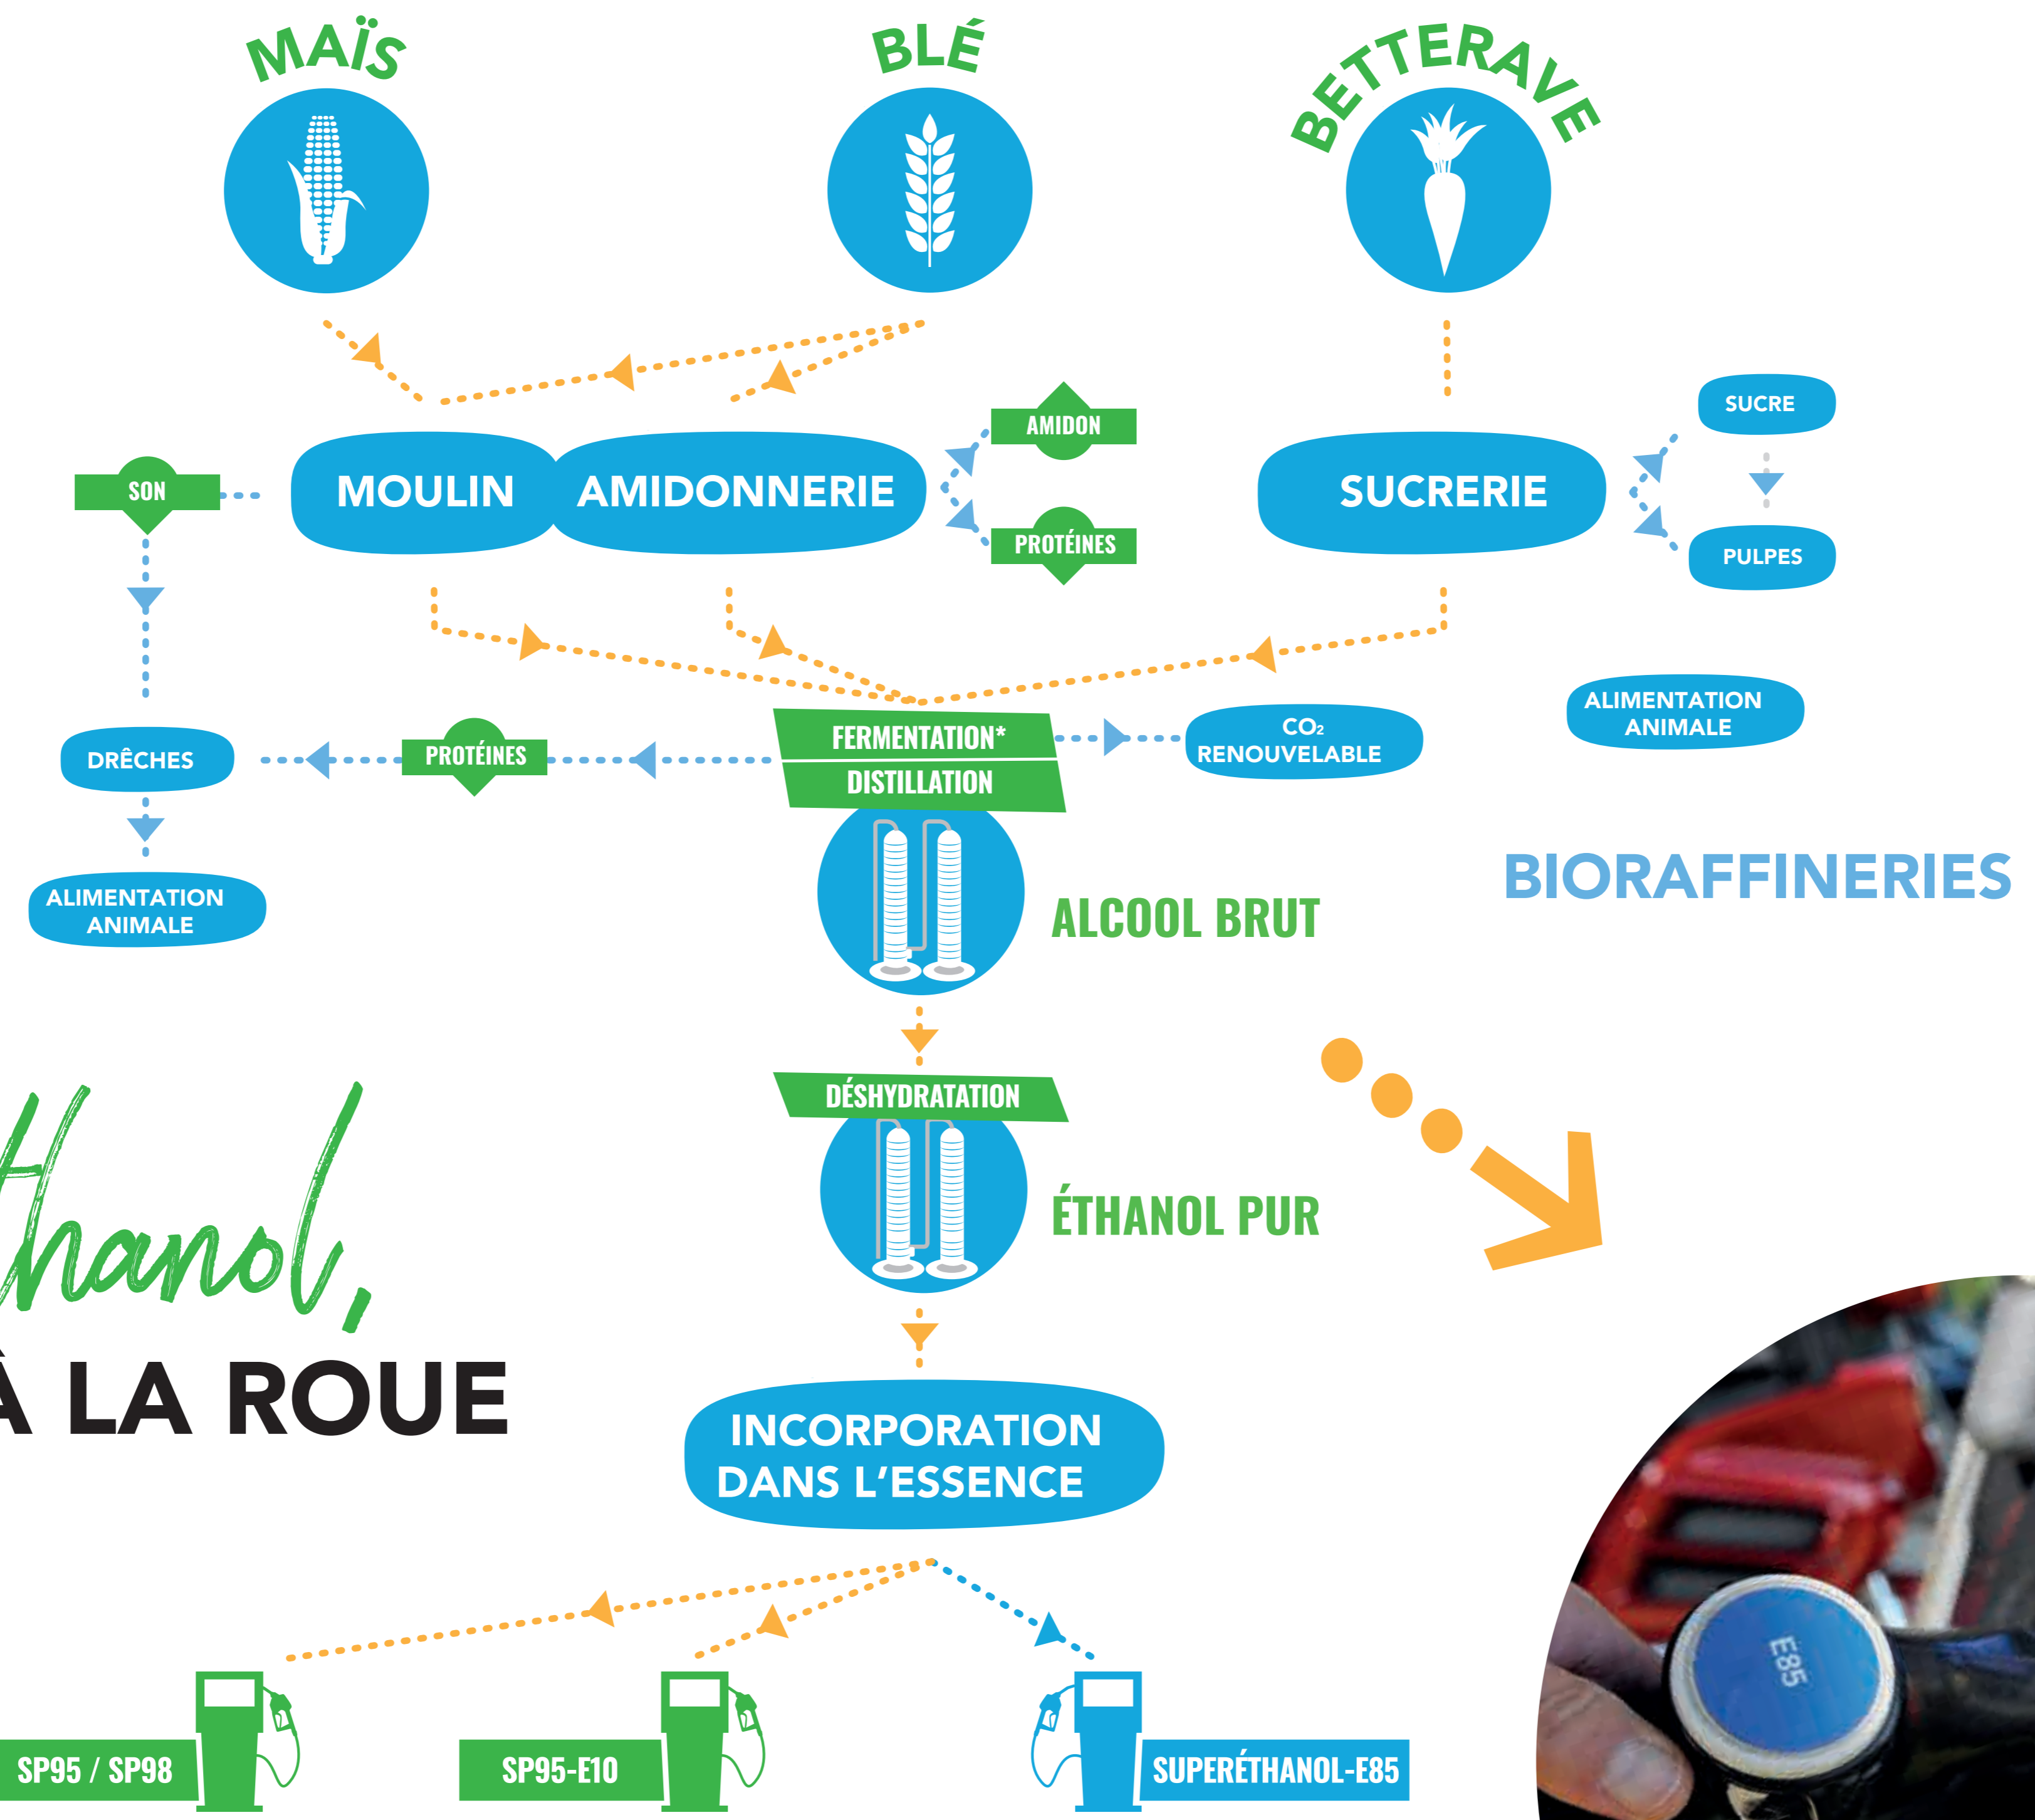 MAÏS
BLÉ
BETTERAVE
SUCRE
AMIDON
SON
MOULIN
AMIDONNERIE
SUCRERIE
PROTÉINES
PULPES
ALIMENTATION
ANIMALE
FERMENTATION*
DISTILLATION
CO₂
RENOUVELABLE
PROTÉINES
DRÊCHES
ALIMENTATION
ANIMALE
BIORAFFINERIES
ALCOOL BRUT
DÉSHYDRATATION
ÉTHANOL PUR
thanol,
À LA ROUE
INCORPORATION
DANS L'ESSENCE
E85
SP95 / SP98
SP95-E10
SUPERÉTHANOL-E85